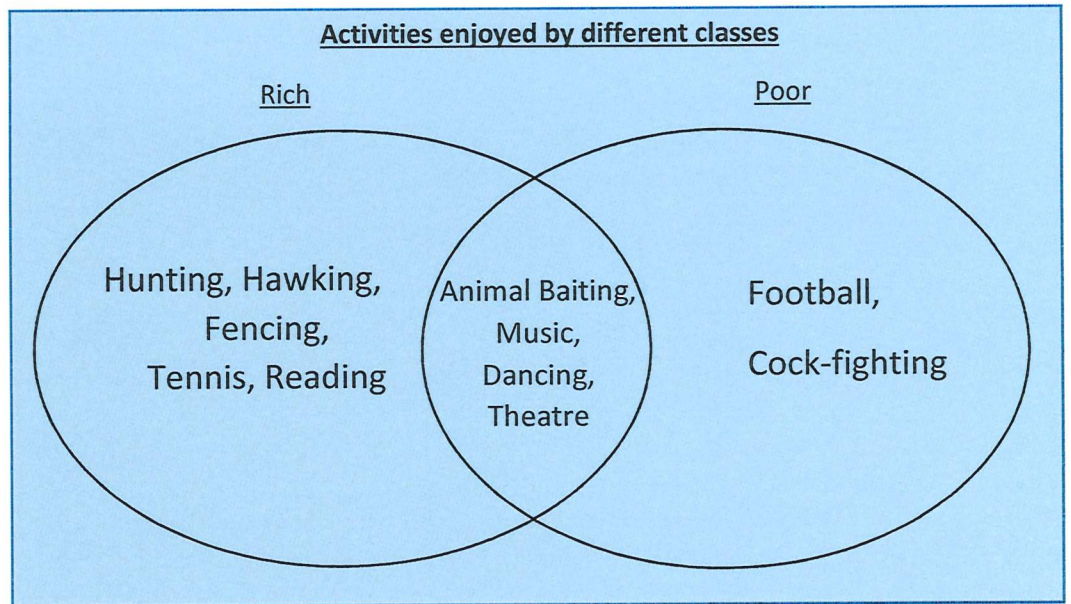 Activities enjoyed by different classes
Rich
Poor
Hunting, Hawking,
Fencing,
Tennis, Reading
Animal Baiting,
Music,
Dancing,
Theatre
Football,
Cock-fighting